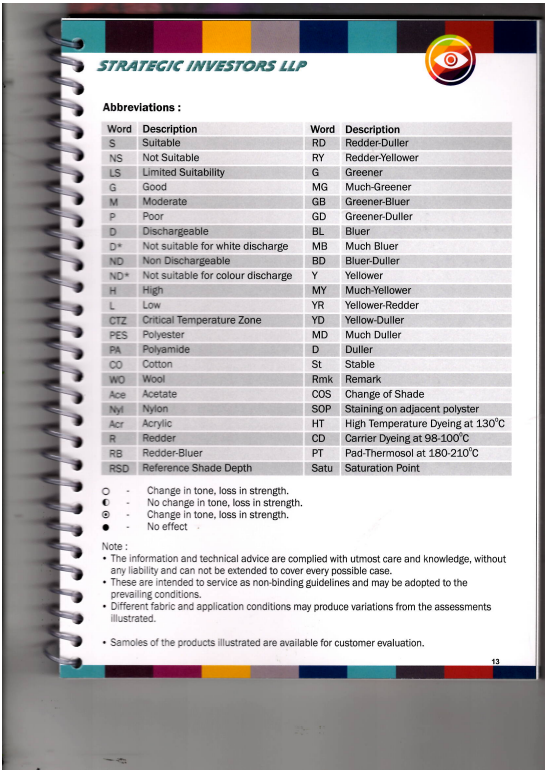 STRATEGIC INVESTORS LLP
Abbreviations :
Word Description Word Description
S Suitable RD Redder-Duller
NS Not Suitable RY Redder-Yellower
LS Limited Suitability G Greener
G Good MG Much-Greener
M Moderate GB Greener-Bluer
P Poor GD Greener-Duller
D Dischargeable BL Bluer
D* Not suitable for white discharge MB Much Bluer
ND Non Dischargeable BD Bluer-Duller
ND* Not suitable for colour discharge Y Yellower
H High MY Much-Yellower
L Low YR Yellower-Redder
CTZ Critical Temperature Zone YD Yellow-Duller
PES Polyester MD Much Duller
PA Polyamide D Duller
CO Cotton St Stable
WO Wool Rmk Remark
Ace Acetate COS Change of Shade
Nyl Nylon SOP Staining on adjacent polyster
Acr Acrylic HT High Temperature Dyeing at 130°C
R Redder CD Carrier Dyeing at 98-100°C
RB Redder-Bluer PT Pad-Thermosol at 180-210°C
RSD Reference Shade Depth Satu Saturation Point
○ - Change in tone, loss in strength.
◐ - No change in tone, loss in strength.
⊙ - Change in tone, loss in strength.
● - No effect
Note :
• The information and technical advice are complied with utmost care and knowledge, without
any liability and can not be extended to cover every possible case.
• These are intended to service as non-binding guidelines and may be adopted to the
prevailing conditions.
• Different fabric and application conditions may produce variations from the assessments
illustrated.
• Samoles of the products illustrated are available for customer evaluation.
13